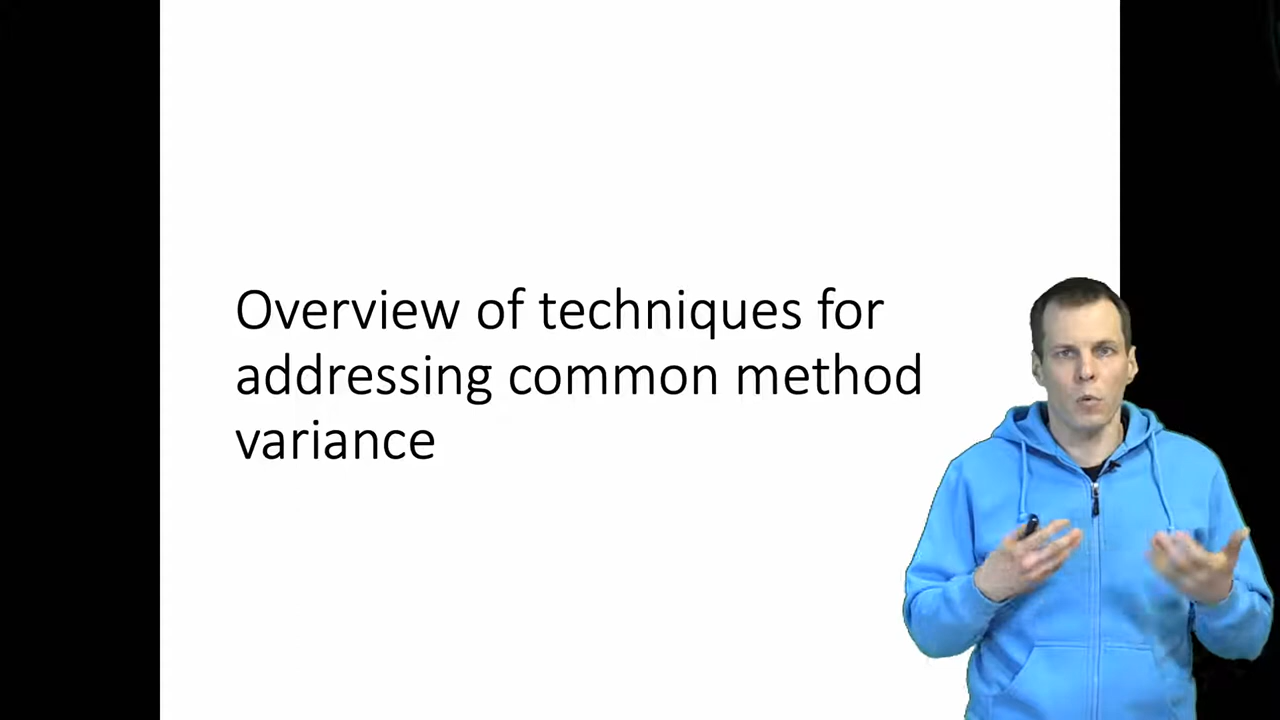 Overview of techniques for
addressing common method
variance